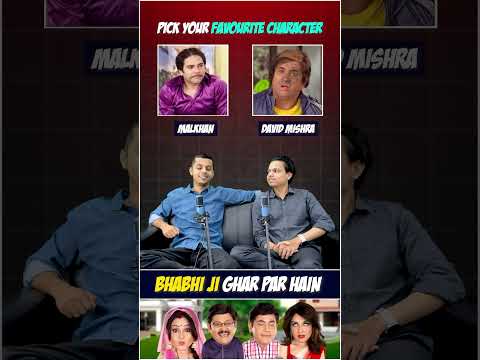 PICK YOUR FAVOURITE CHARACTER
MALKHAN
DAVID MISHRA
BHABHI JI GHAR PAR HAIN